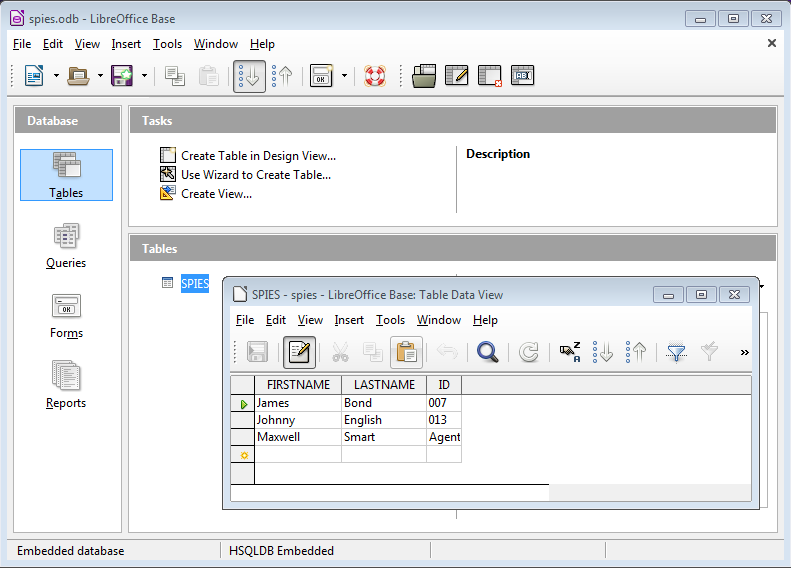 spies.odb - LibreOffice Base
File Edit View Insert Tools Window Help
Database
Tables
Queries
Forms
Reports
Tasks
Create Table in Design View...
Use Wizard to Create Table...
Create View...
Description
Tables
SPIES
SPIES - spies - LibreOffice Base: Table Data View
File Edit View Insert Tools Window Help
FIRSTNAME LASTNAME ID
James Bond 007
Johnny English 013
Maxwell Smart Agent
Embedded database HSQLDB Embedded